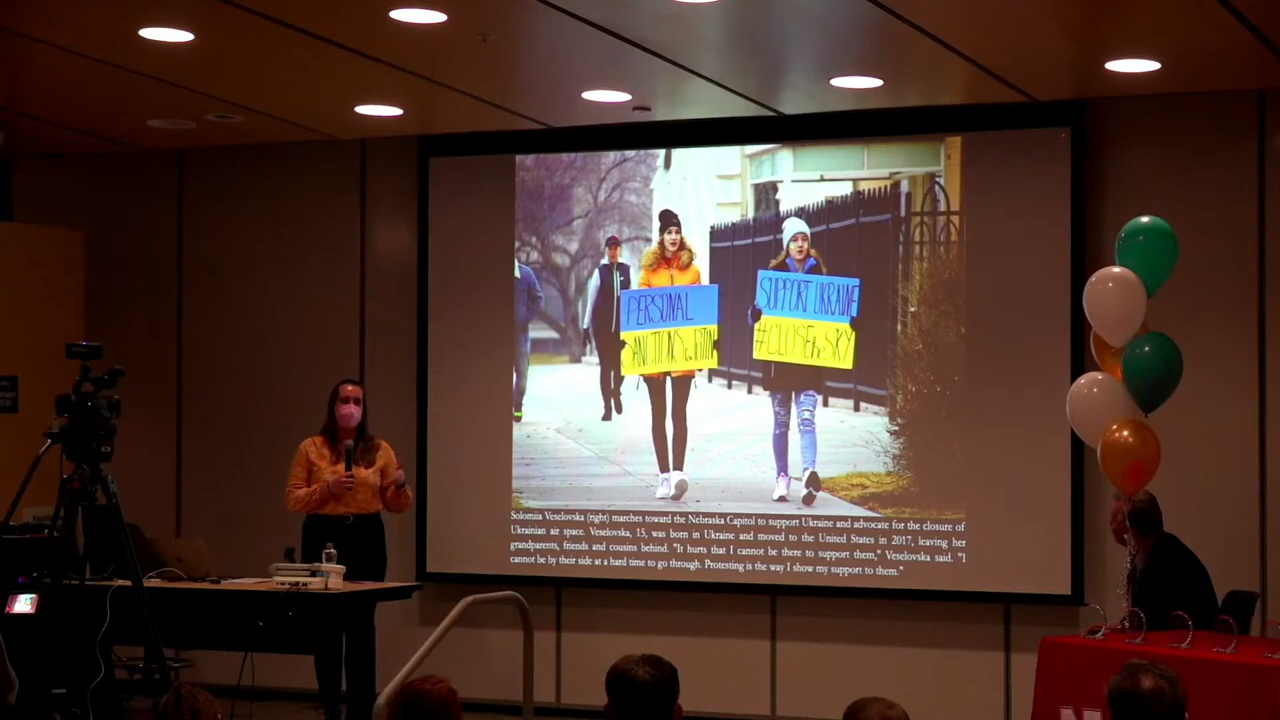 PERSONAL
SANCTIONS to PUTIN
SUPPORT UKRAINE
#CLOSEtheSKY
Solomiia Veselovska (right) marches toward the Nebraska Capitol to support Ukraine and advocate for the closure of
Ukrainian air space. Veselovska, 15, was born in Ukraine and moved to the United States in 2017, leaving her
grandparents, friends and cousins behind. "It hurts that I cannot be there to support them," Veselovska said. "I
cannot be by their side at a hard time to go through. Protesting is the way I show my support to them."
N